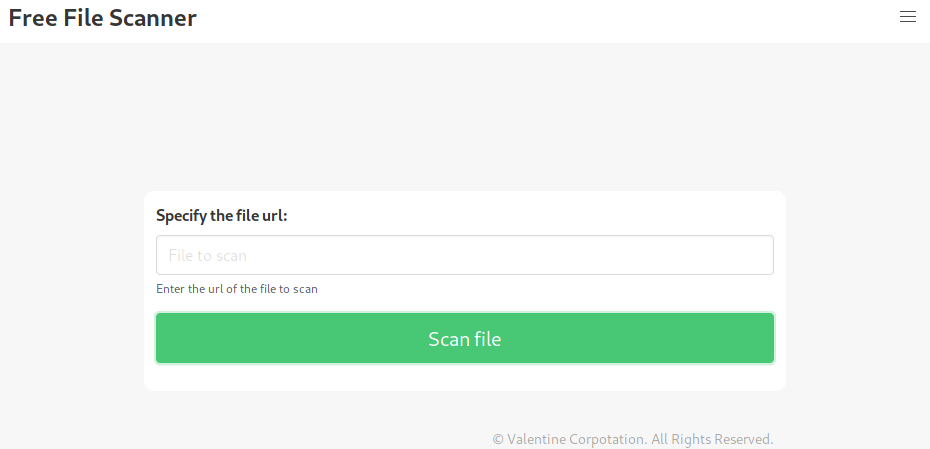 Free File Scanner
Specify the file url:
File to scan
Enter the url of the file to scan
Scan file
© Valentine Corpotation. All Rights Reserved.